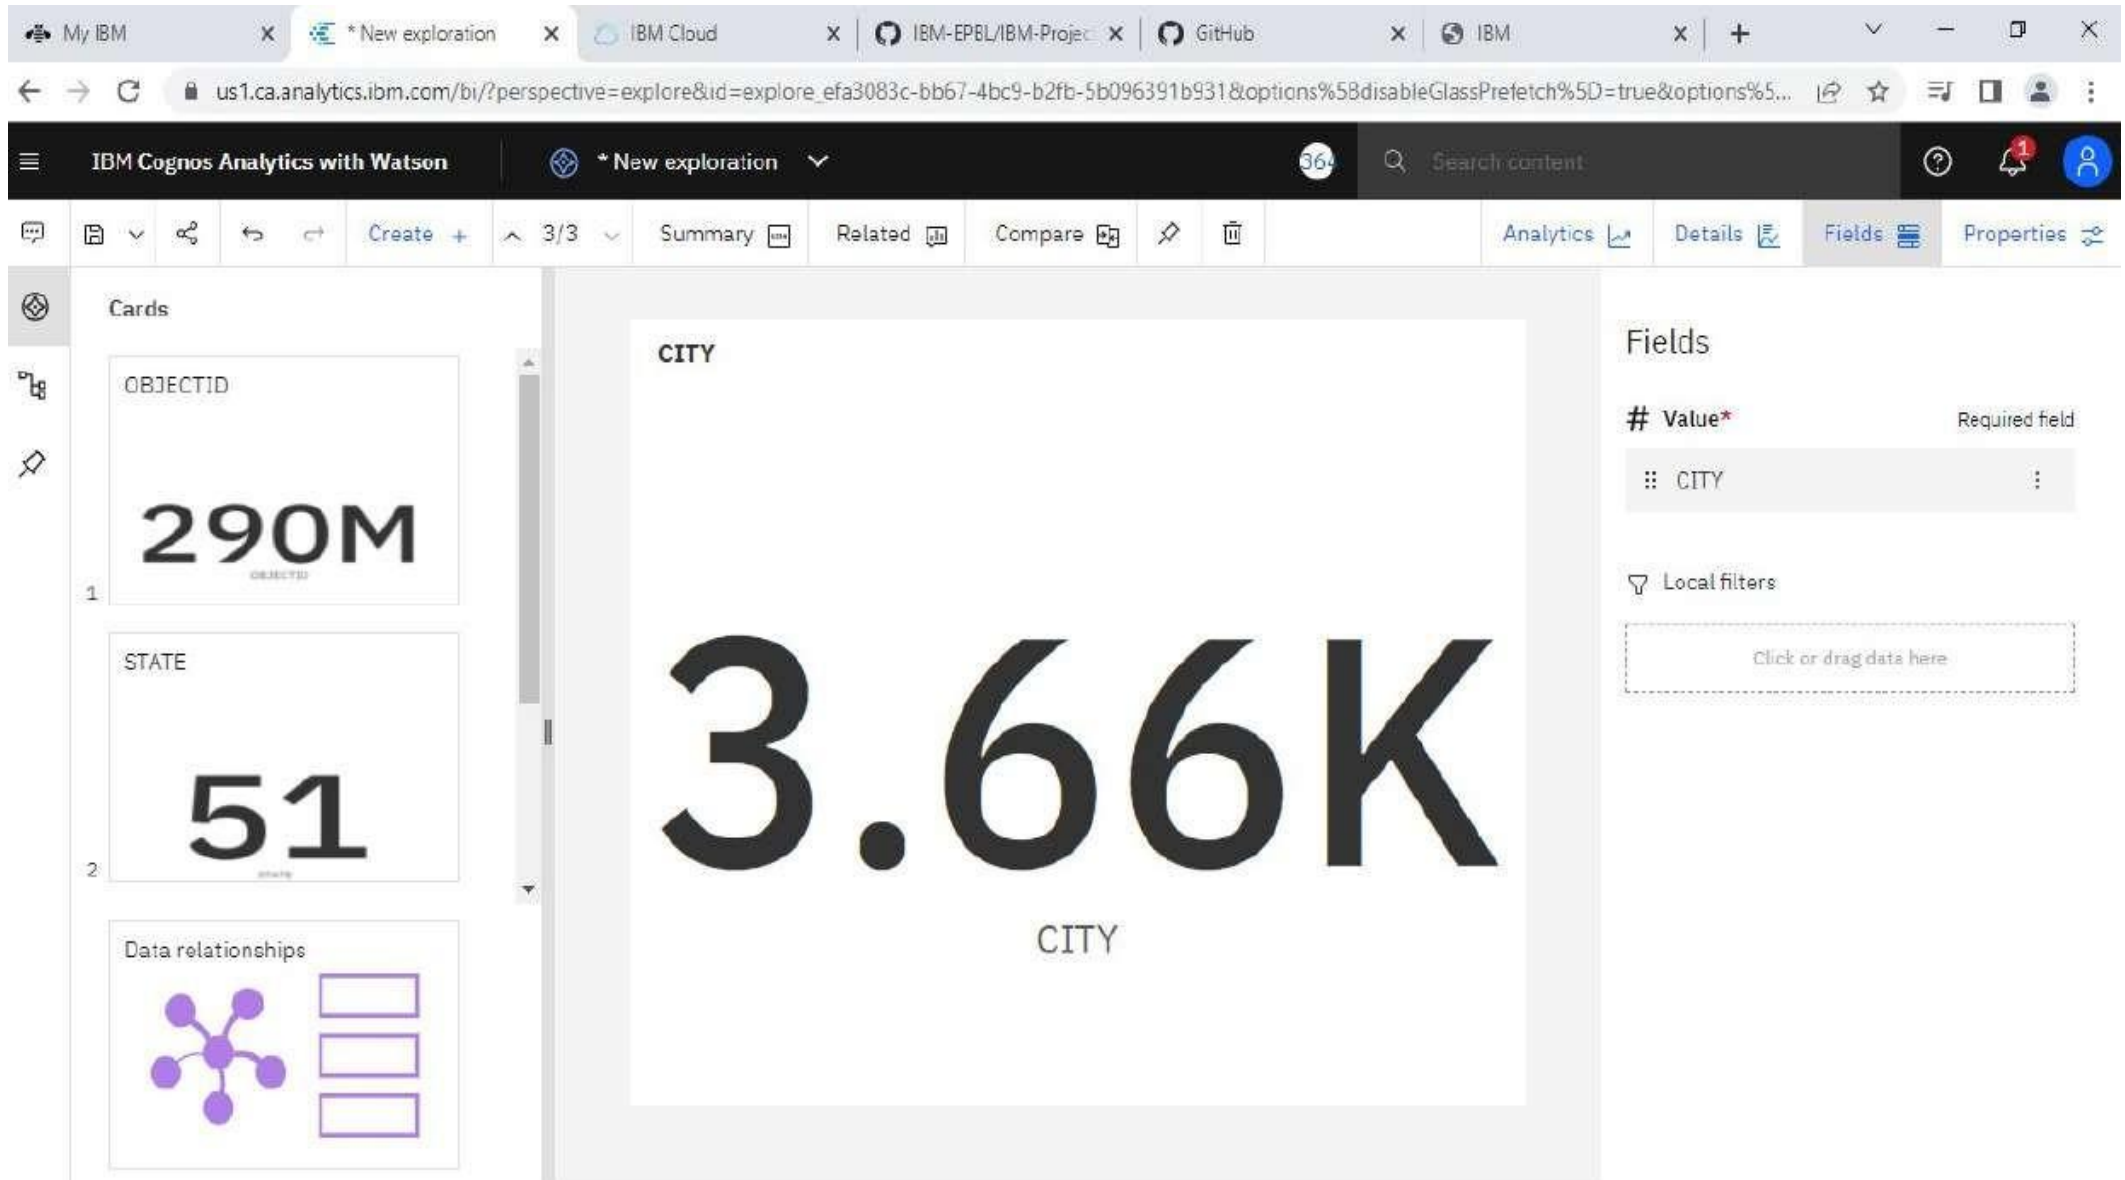 My IBM
* New exploration
IBM Cloud
IBM-EPBL/IBM-Projec
GitHub
IBM
us1.ca.analytics.ibm.com/bi/?perspective=explore&id=explore_efa3083c-bb67-4bc9-b2fb-5b096391b931&options%5BdisableGlassPrefetch%5D=true&options%5...
IBM Cognos Analytics with Watson
* New exploration
364
Search content
1
Create +
3/3
Summary
Related
Compare
Analytics
Details
Fields
Properties
Cards
OBJECTID
290M
OBJECTID
1
STATE
51
STATE
2
Data relationships
CITY
3.66K
CITY
Fields
# Value*
Required field
CITY
Local filters
Click or drag data here